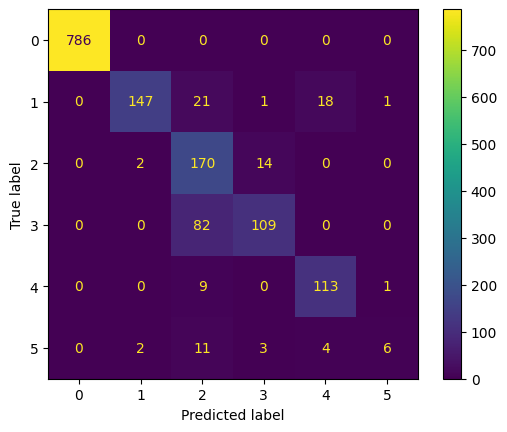 0 786 0 0 0 0 0
1 0 147 21 1 18 1
2 0 2 170 14 0 0
3 0 0 82 109 0 0
4 0 0 9 0 113 1
5 0 2 11 3 4 6
0 1 2 3 4 5
Predicted label
True label
700
600
500
400
300
200
100
0